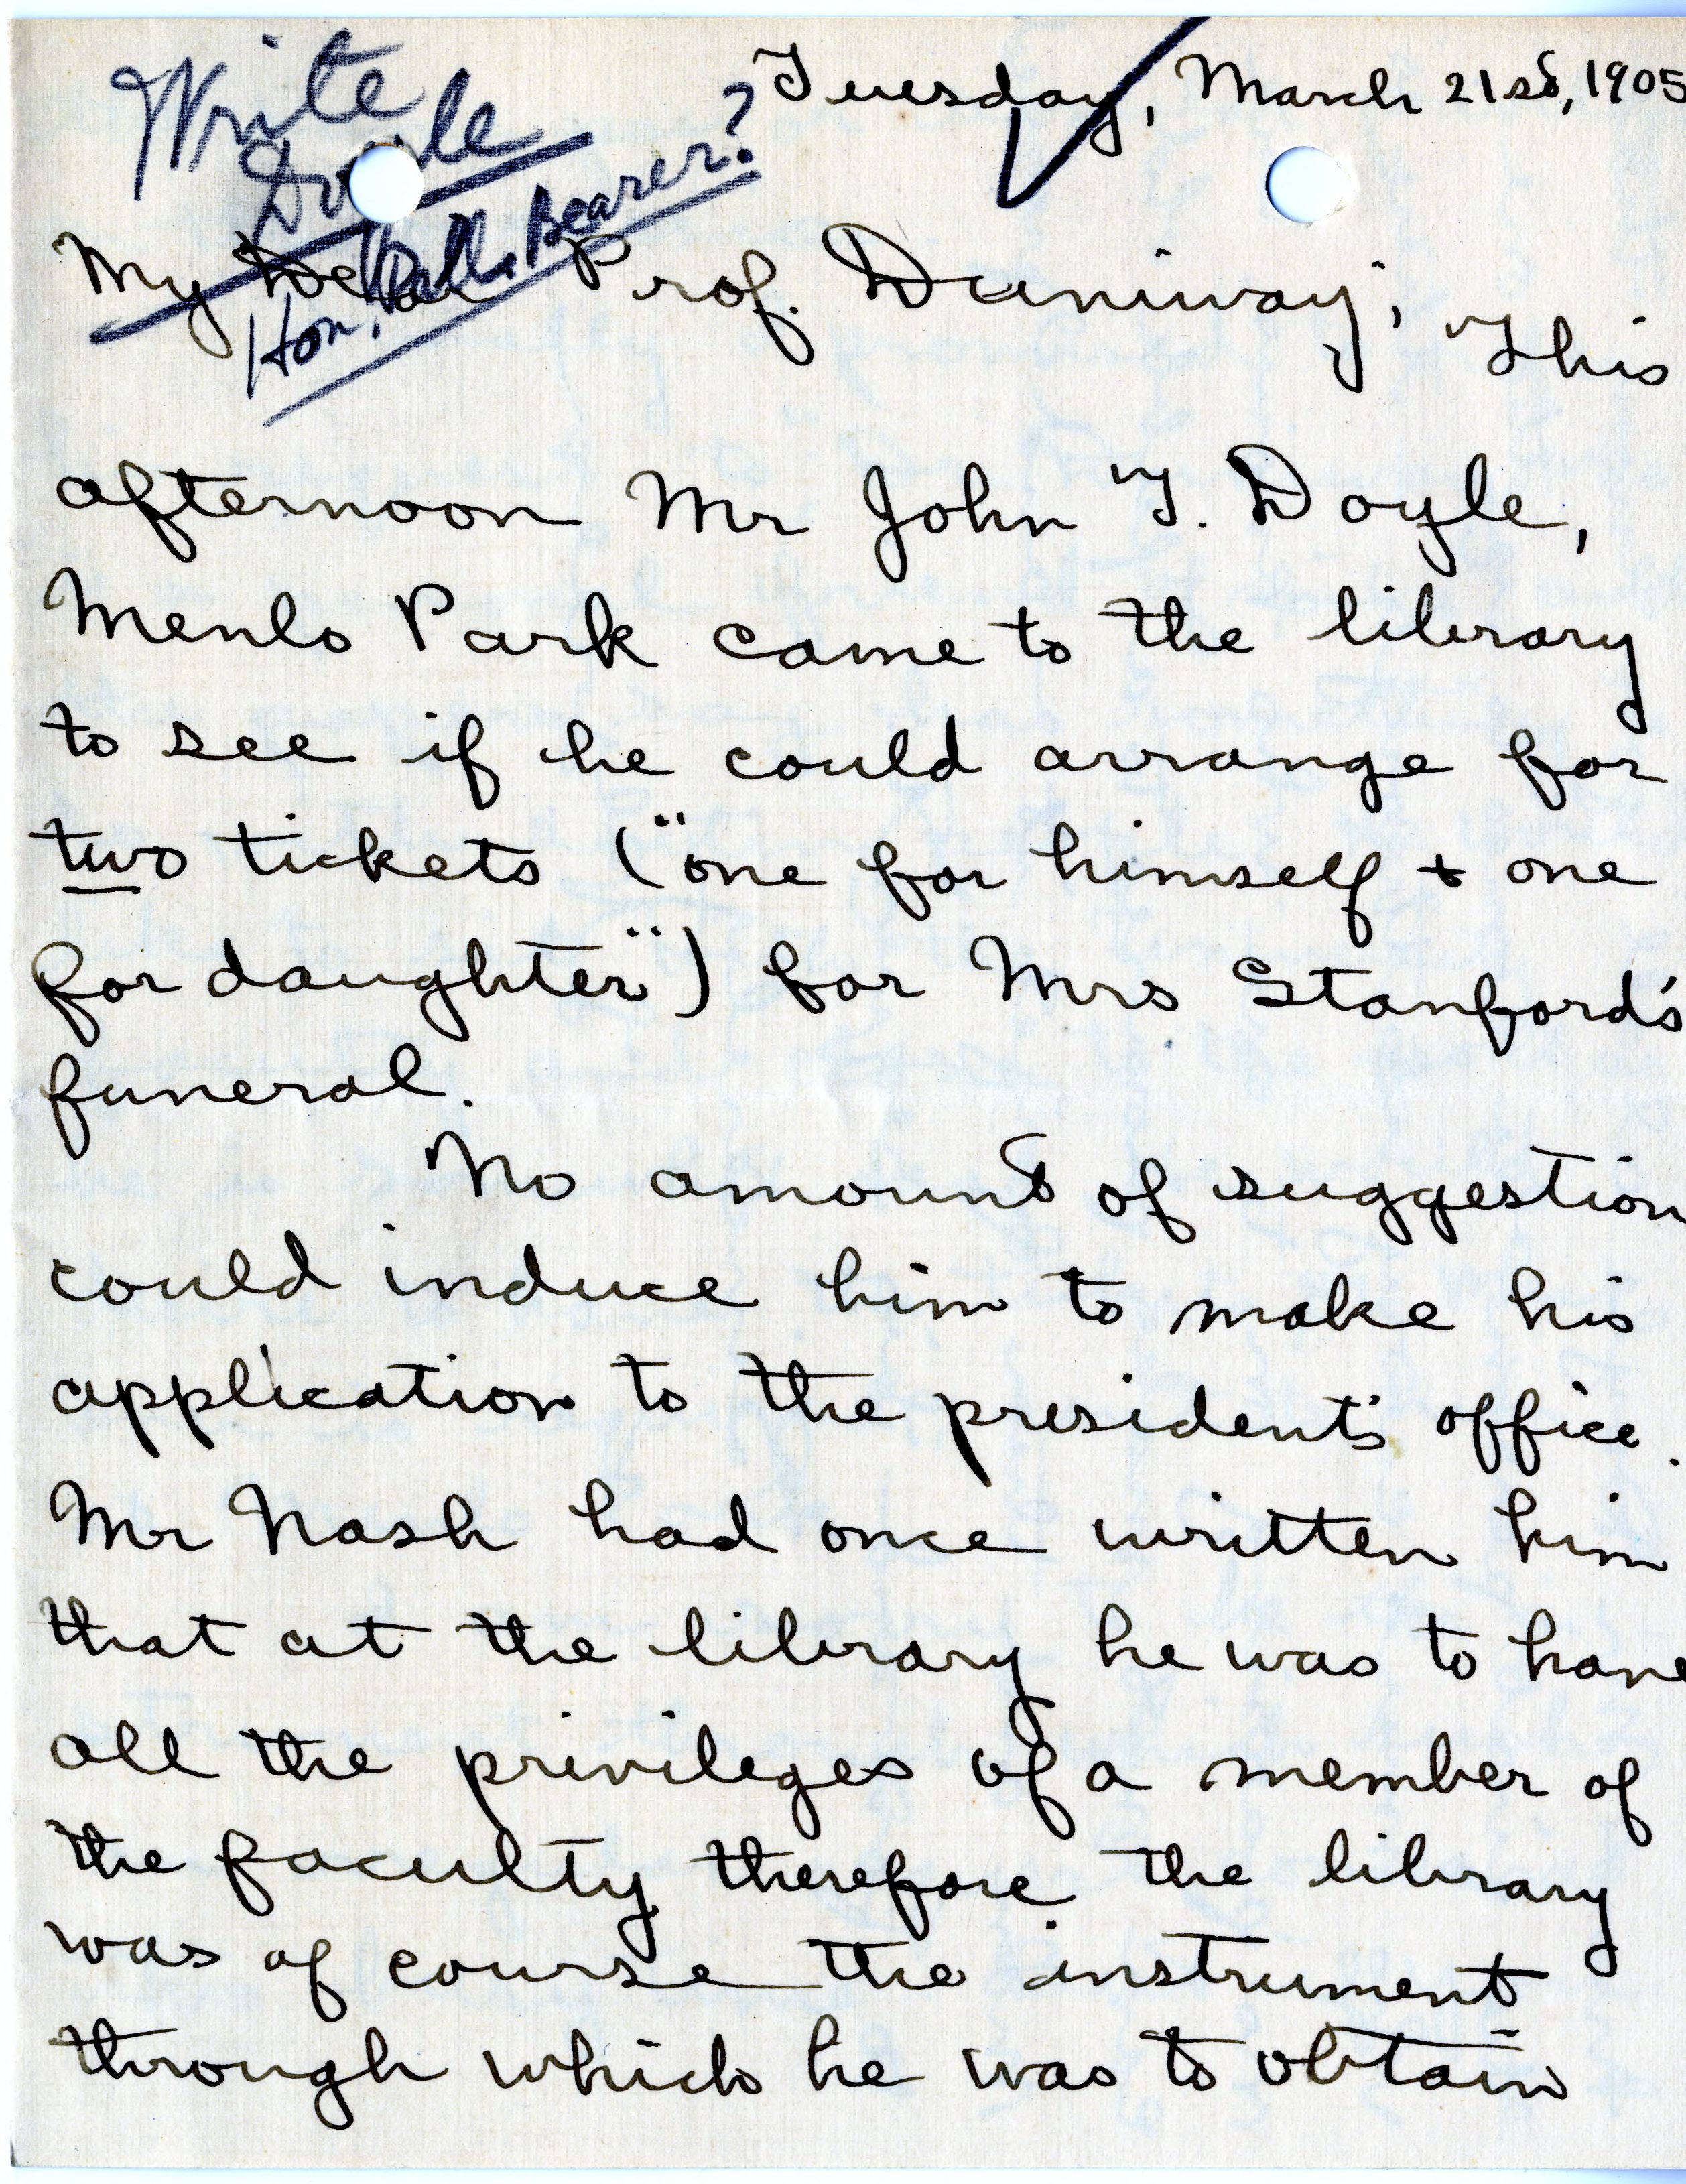 Write
Doyle
Hon. Pall Bearer?
Tuesday, March 21st, 1905
My Dear Prof. Duniway; This
afternoon Mr John T. Doyle,
Menlo Park came to the library
to see if he could arrange for
two tickets ("one for himself + one
for daughter") for Mrs Stanford's
funeral.
No amount of suggestion
could induce him to make his
application to the president's office.
Mr Nash had once written him
that at the library he was to have
all the privileges of a member of
the faculty therefore the library
was of course the instrument
through which he was to obtain